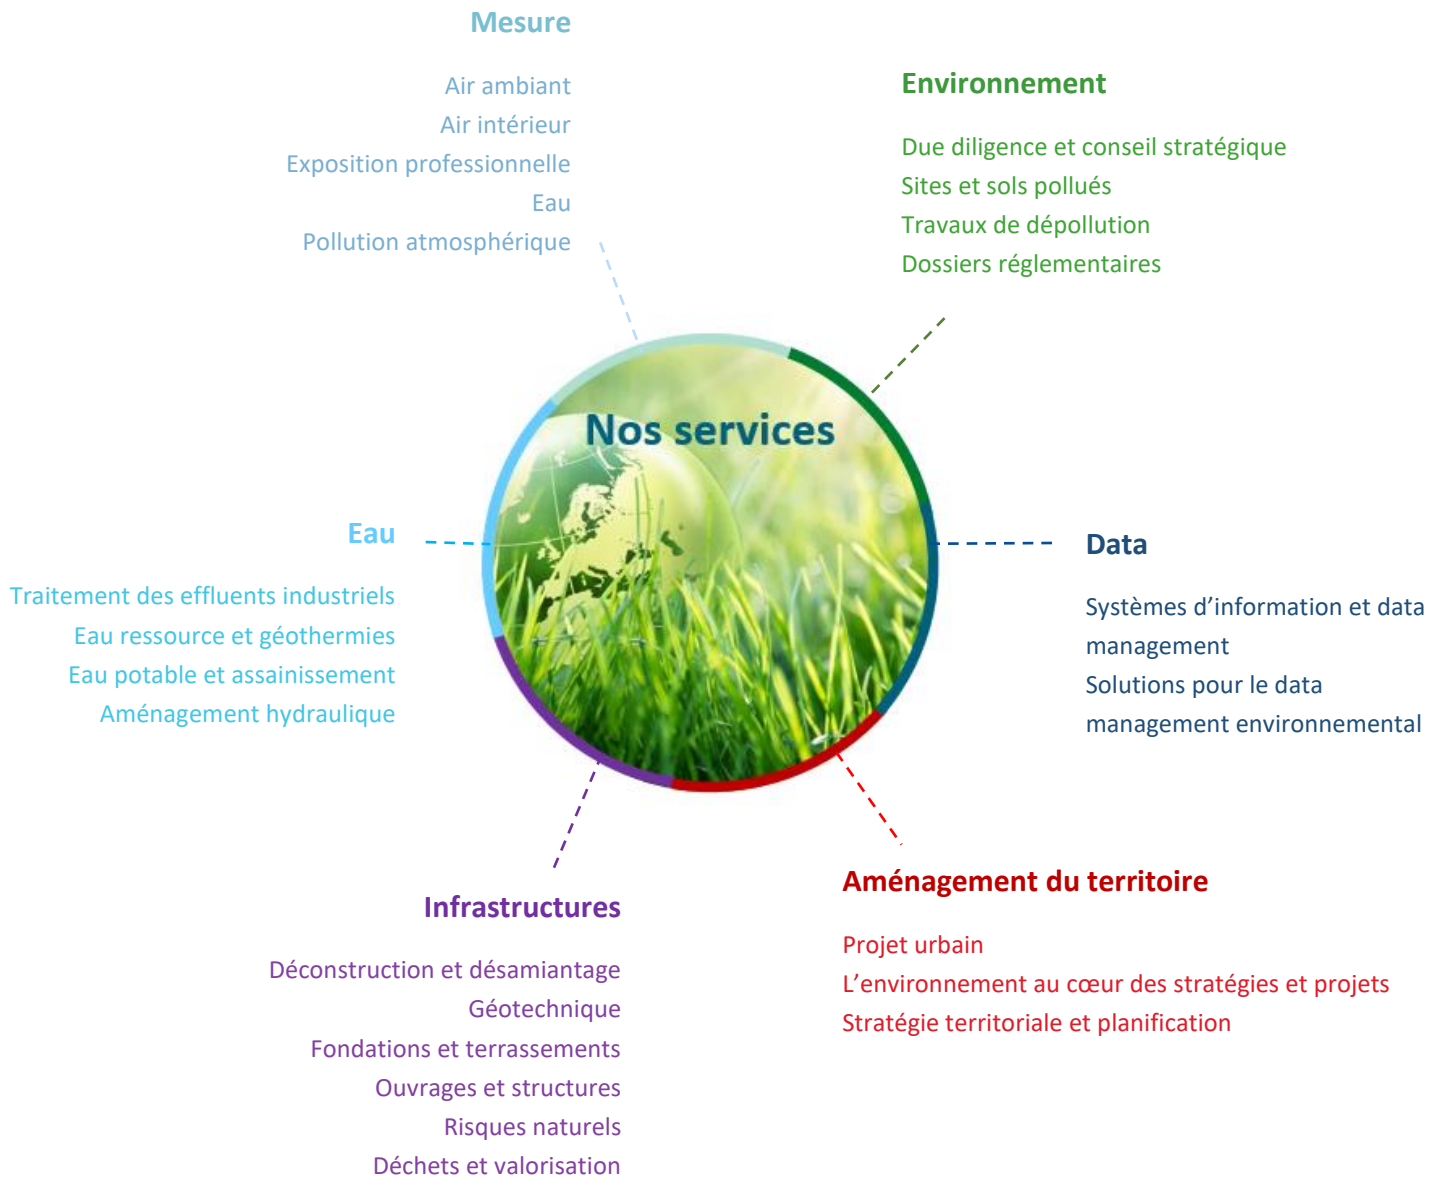 Mesure
Air ambiant
Air intérieur
Exposition professionnelle
Eau
Pollution atmosphérique
Environnement
Due diligence et conseil stratégique
Sites et sols pollués
Travaux de dépollution
Dossiers réglementaires
Nos services
Eau
Traitement des effluents industriels
Eau ressource et géothermies
Eau potable et assainissement
Aménagement hydraulique
Data
Systèmes d’information et data
management
Solutions pour le data
management environnemental
Infrastructures
Déconstruction et désamiantage
Géotechnique
Fondations et terrassements
Ouvrages et structures
Risques naturels
Déchets et valorisation
Aménagement du territoire
Projet urbain
L’environnement au cœur des stratégies et projets
Stratégie territoriale et planification